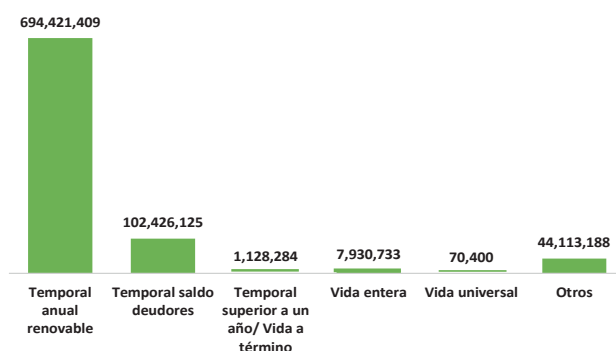 694,421,409
102,426,125
1,128,284
7,930,733
70,400
44,113,188
Temporal
anual
renovable
Temporal saldo
deudores
Temporal
superior a un
año/ Vida a
término
Vida entera
Vida universal
Otros